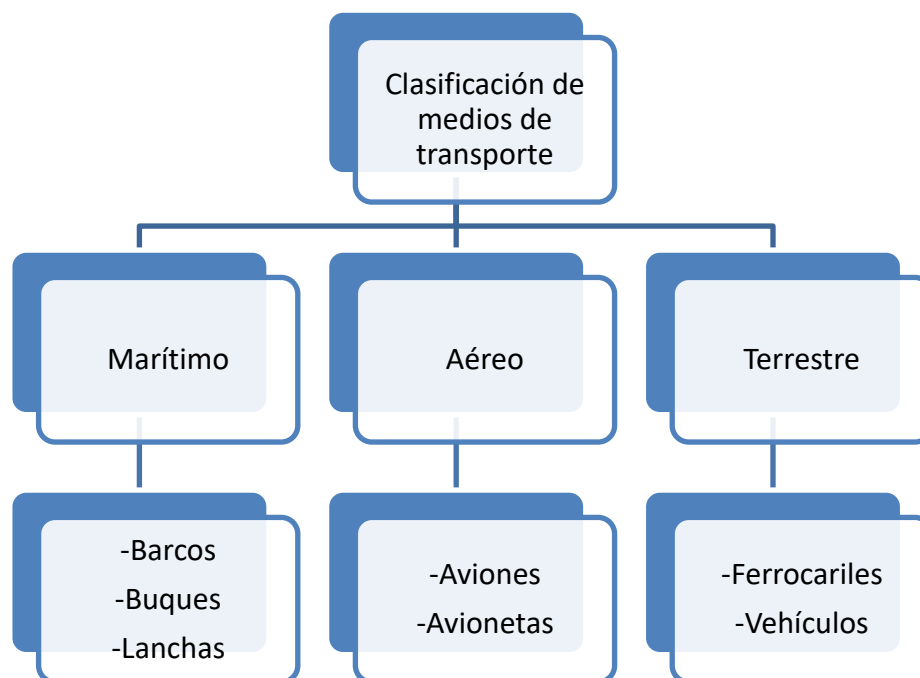 Clasificación de
medios de
transporte
Marítimo
Aéreo
Terrestre
-Barcos
-Buques
-Lanchas
-Aviones
-Avionetas
-Ferrocariles
-Vehículos